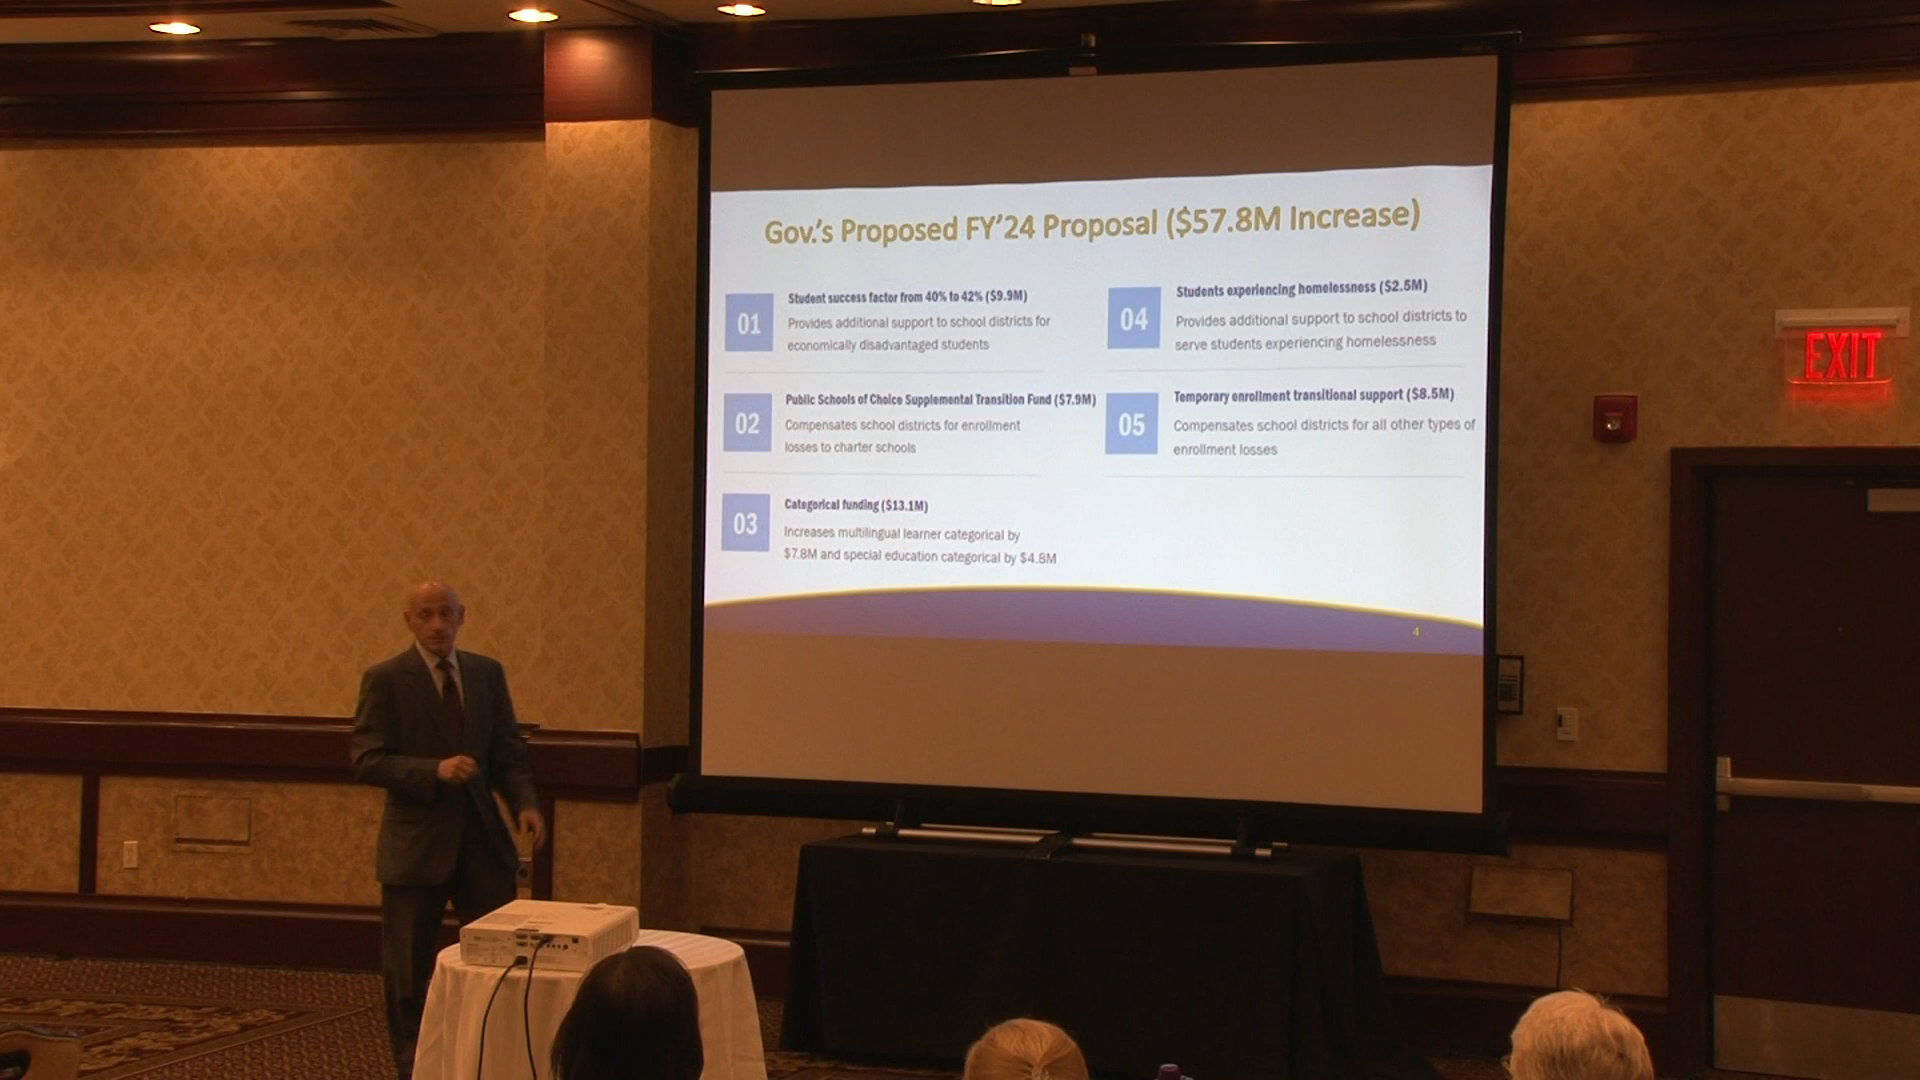 Gov.'s Proposed FY'24 Proposal ($57.8M Increase)
01
Student success factor from 40% to 42% ($9.9M)
Provides additional support to school districts for
economically disadvantaged students
02
Public Schools of Choice Supplemental Transition Fund ($7.9M)
Compensates school districts for enrollment
losses to charter schools
03
Categorical funding ($13.1M)
Increases multilingual learner categorical by
$7.8M and special education categorical by $4.8M
04
Students experiencing homelessness ($2.5M)
Provides additional support to school districts to
serve students experiencing homelessness
05
Temporary enrollment transitional support ($8.5M)
Compensates school districts for all other types of
enrollment losses
4
EXIT